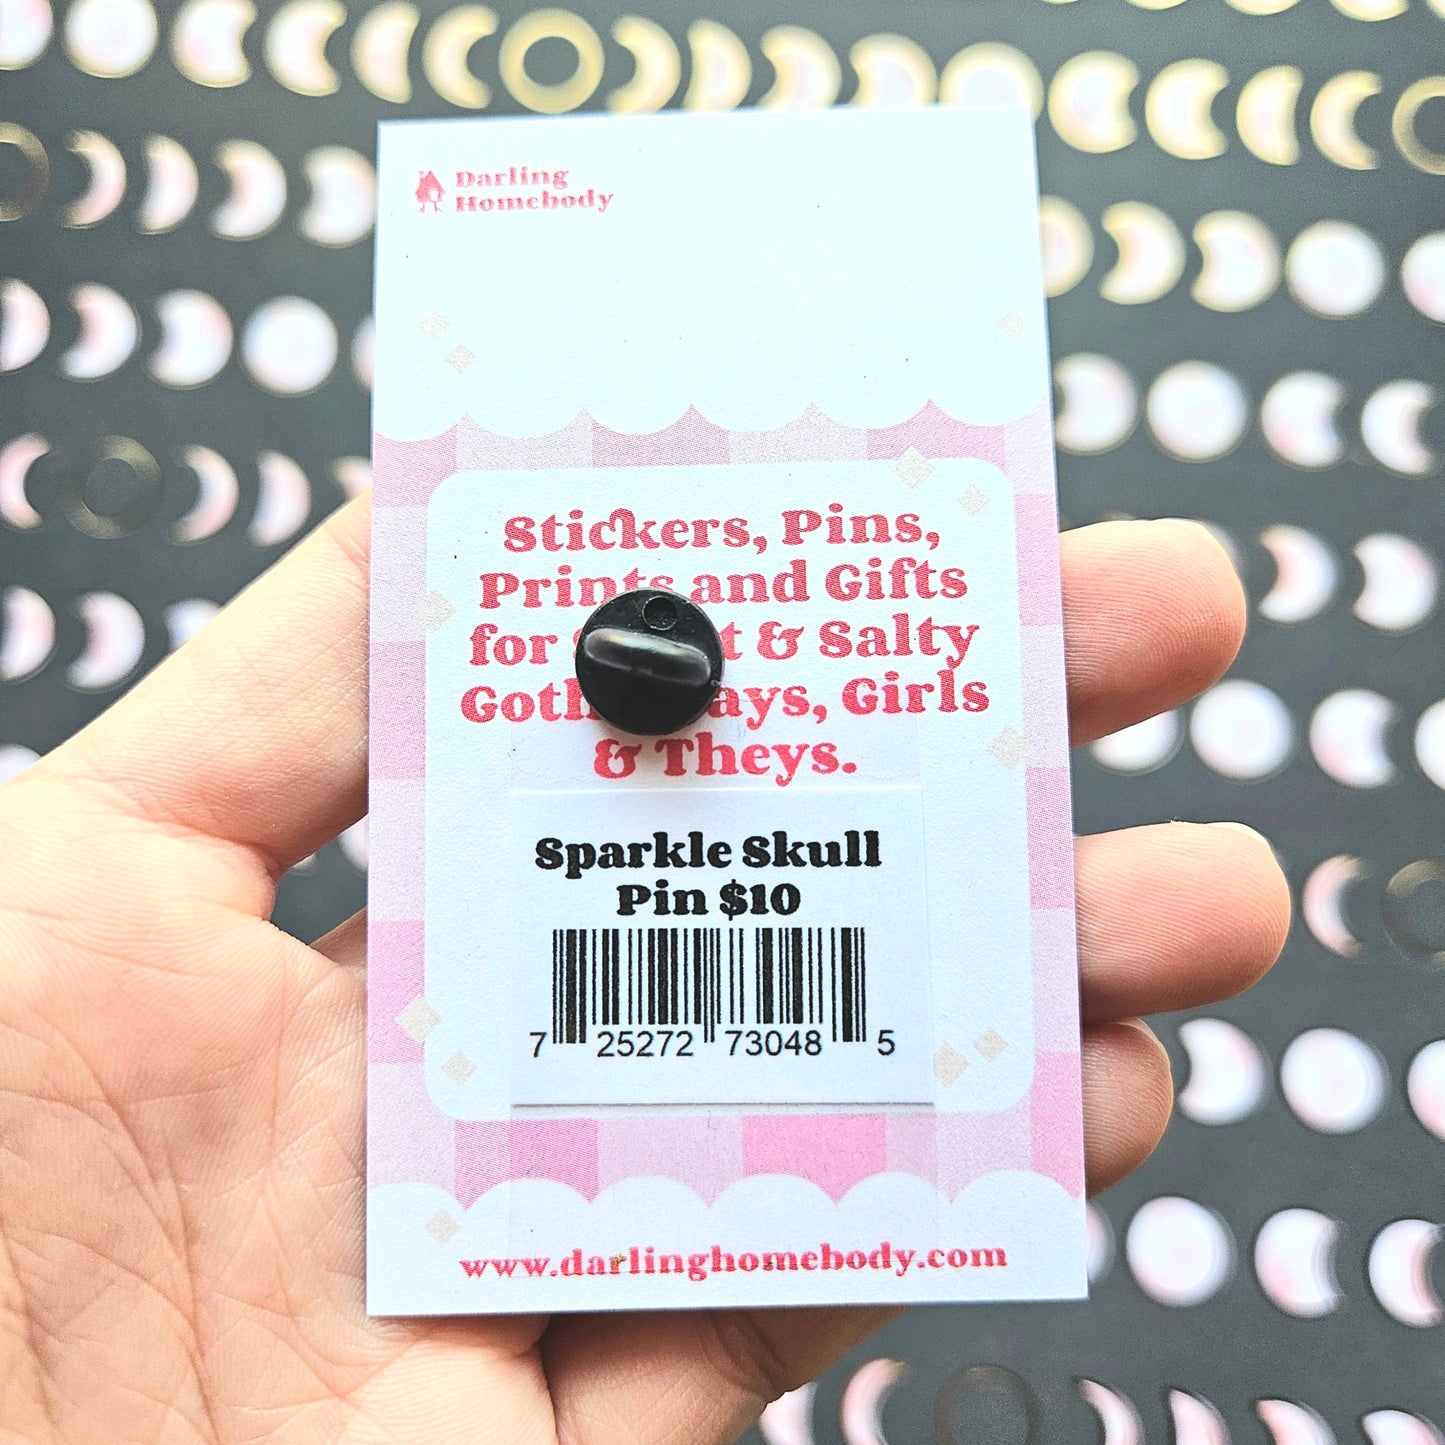 Darling
Homebody
Stickers, Pins,
Prints and Gifts
for & Salty
Girls
& Theys.
Sparkle Skull
Pin $10
7 25272 73048 5
www.darlinghomebody.com